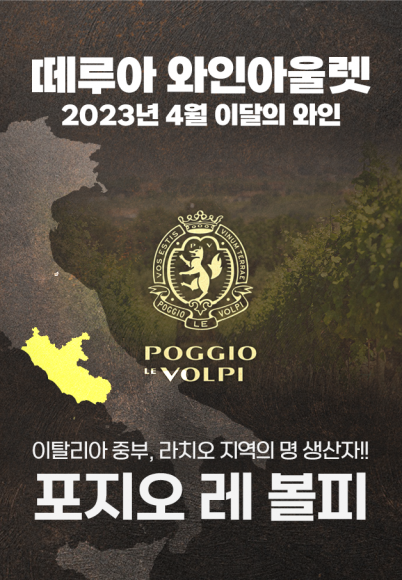 떼루아 와인아울렛
2023년 4월 이달의 와인
VOS ESTIS VINUM TERRAE
POGGIO LE VOLPI
POGGIO
LE VOLPI
이탈리아 중부, 라치오 지역의 명 생산자!!
포지오 레 볼피